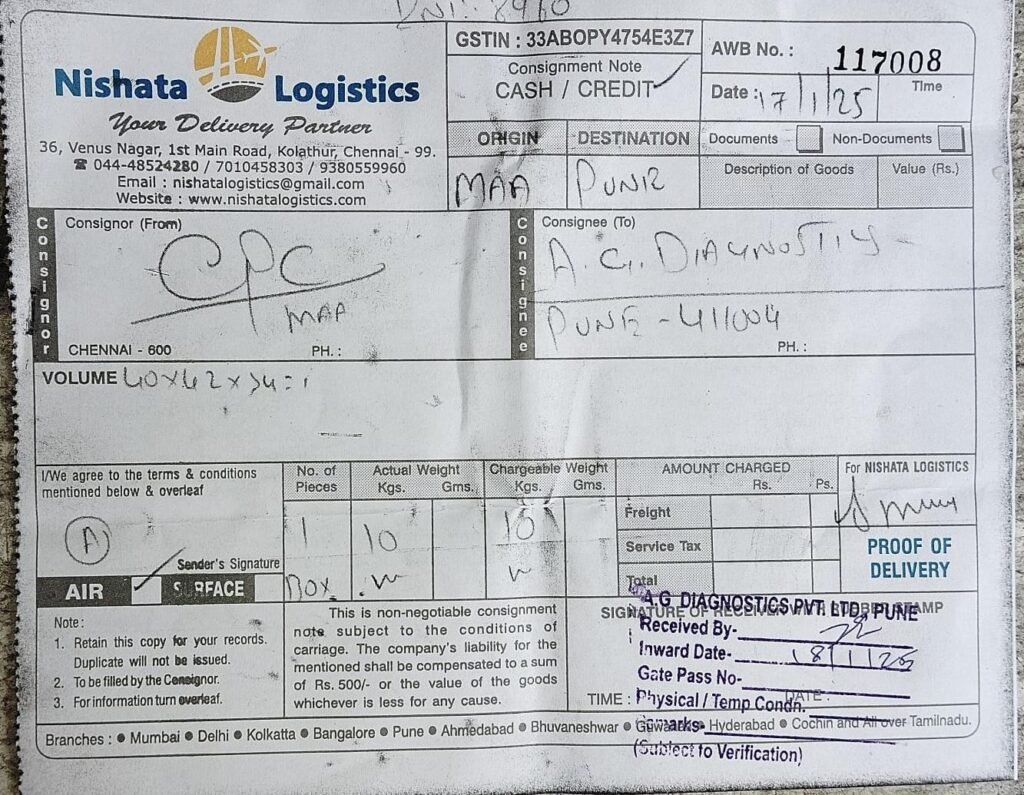 Nishata Logistics
Your Delivery Partner
36, Venus Nagar, 1st Main Road, Kolathur, Chennai - 99.
☎ 044-48524280 / 7010458303 / 9380559960
Email : nishatalogistics@gmail.com
Website : www.nishatalogistics.com
GSTIN : 33ABOPY4754E3Z7
Consignment Note
CASH / CREDIT
AWB No. : 117008
Date : 17/1/25
Time
ORIGIN DESTINATION
MAA PUNE
Documents Non-Documents
Description of Goods Value (Rs.)
Consignor
Consignor (From)
CPC
MAA
CHENNAI - 600 PH. :
Consignee
Consignee (To)
A.G. DIAGNOSTICS
PUNE - 411004
PH. :
VOLUME 40x42x34=1
I/We agree to the terms & conditions
mentioned below & overleaf
A
Sender's Signature
AIR SURFACE
No. of Pieces
Actual Weight
Kgs. Gms.
Chargeable Weight
Kgs. Gms.
1 10 10
BOX
AMOUNT CHARGED
Rs. Ps.
Freight
Service Tax
Total
For NISHATA LOGISTICS
PROOF OF
DELIVERY
Note :
1. Retain this copy for your records.
Duplicate will not be issued.
2. To be filled by the Consignor.
3. For information turn overleaf.
This is non-negotiable consignment
note subject to the conditions of
carriage. The company's liability for the
mentioned shall be compensated to a sum
of Rs. 500/- or the value of the goods
whichever is less for any cause.
SIGNATURE OF RECEIVER STAMP
TIME : DATE :
A G DIAGNOSTICS PVT. LTD., PUNE
Received By-
Inward Date- 18/1/25
Gate Pass No-
Physical / Temp Condn.
Remarks-
(Subject to Verification)
Branches : • Mumbai • Delhi • Kolkatta • Bangalore • Pune • Ahmedabad • Bhuvaneshwar • Hyderabad • Cochin and All over Tamilnadu.